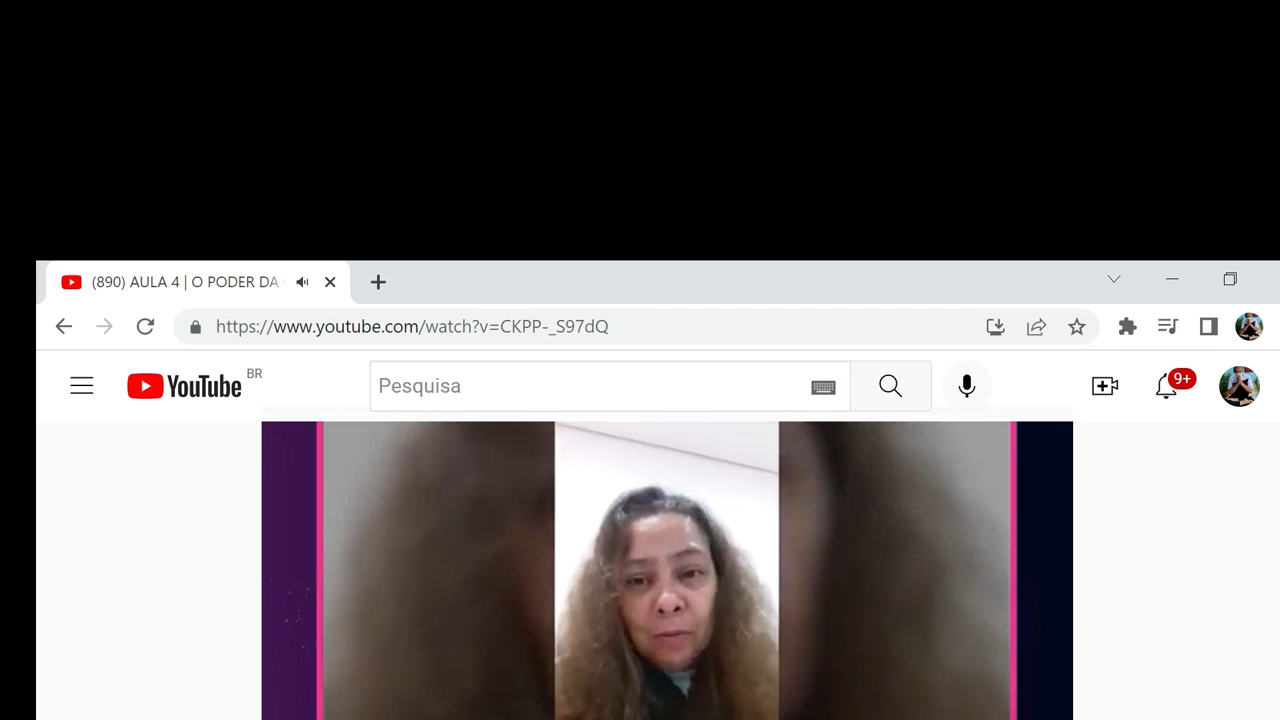 (890) AULA 4 | O PODER DA
https://www.youtube.com/watch?v=CKPP-_S97dQ
YouTube BR
Pesquisa
9+